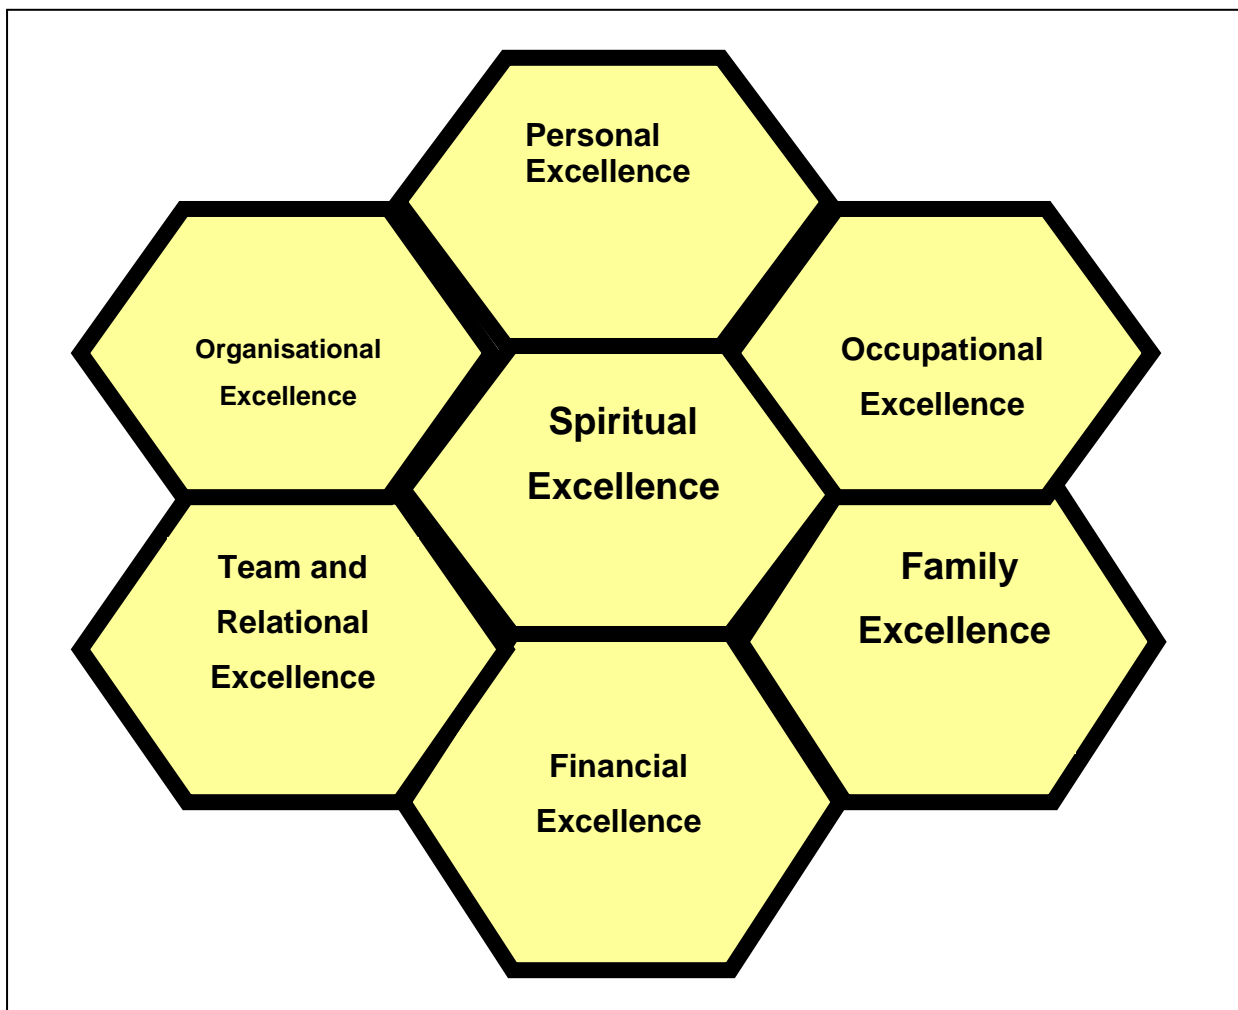 Personal
Excellence
Organisational
Excellence
Occupational
Excellence
Spiritual
Excellence
Team and
Relational
Excellence
Family
Excellence
Financial
Excellence